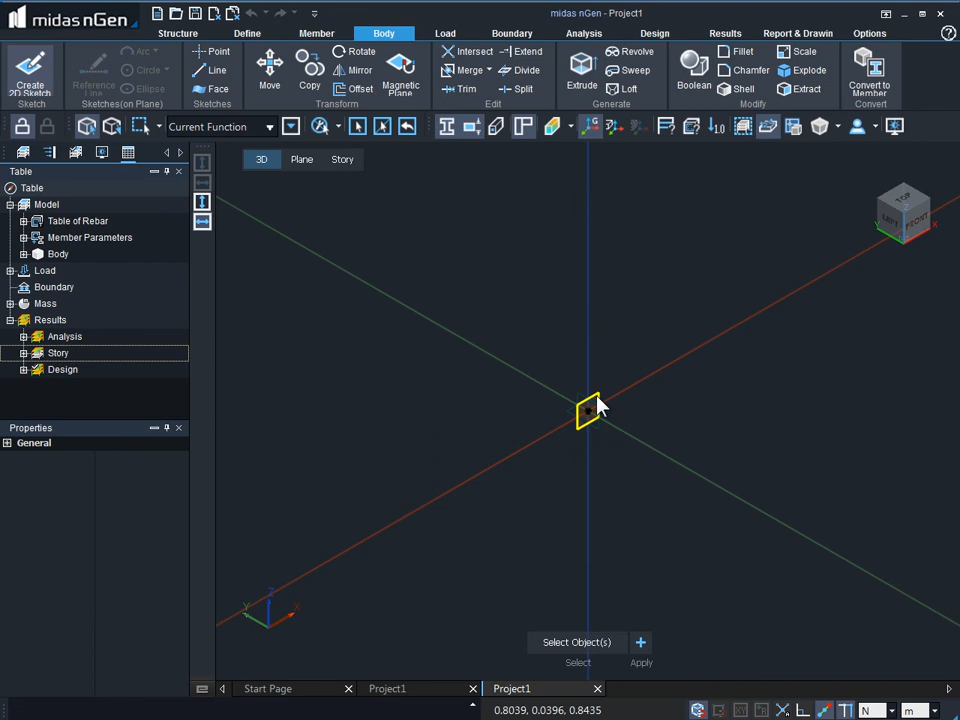 midas nGen
midas nGen - Project1
Structure Define Member Body Load Boundary Analysis Design Results Report & Drawin Options
Create 2D Sketch
Sketch
Reference Line
Arc
Circle
Ellipse
Sketches(on Plane)
Point
Line
Face
Sketches
Move
Copy
Rotate
Mirror
Offset
Magnetic Plane
Transform
Intersect
Merge
Trim
Extend
Divide
Split
Edit
Extrude
Revolve
Sweep
Loft
Generate
Boolean
Fillet
Chamfer
Shell
Scale
Explode
Extract
Modify
Convert to Member
Convert
Current Function
1.0
Table
Table
Model
Table of Rebar
Member Parameters
Body
Load
Boundary
Mass
Results
Analysis
Story
Design
Properties
General
3D Plane Story
TOP
LEFT FRONT
Y X
Z
Y X
Select Object(s)
Select Apply
Start Page Project1 Project1
0.8039, 0.0396, 0.8435
N m